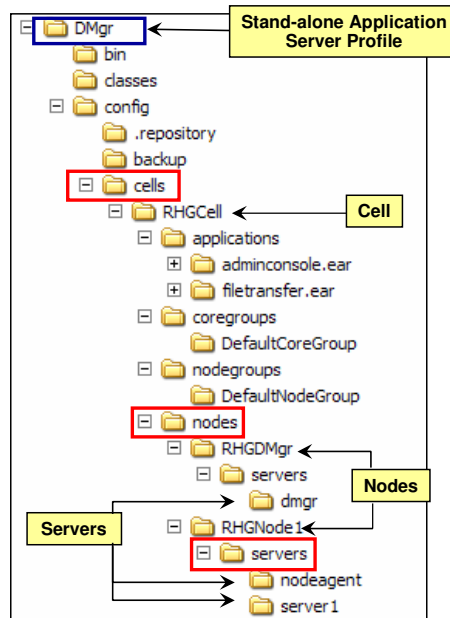 Stand-alone Application
Server Profile
DMgr
bin
classes
config
.repository
backup
cells
RHGCell
Cell
applications
adminconsole.ear
filetransfer.ear
coregroups
DefaultCoreGroup
nodegroups
DefaultNodeGroup
nodes
RHGDMgr
servers
Nodes
dmgr
Servers
RHGNode1
servers
nodeagent
server1